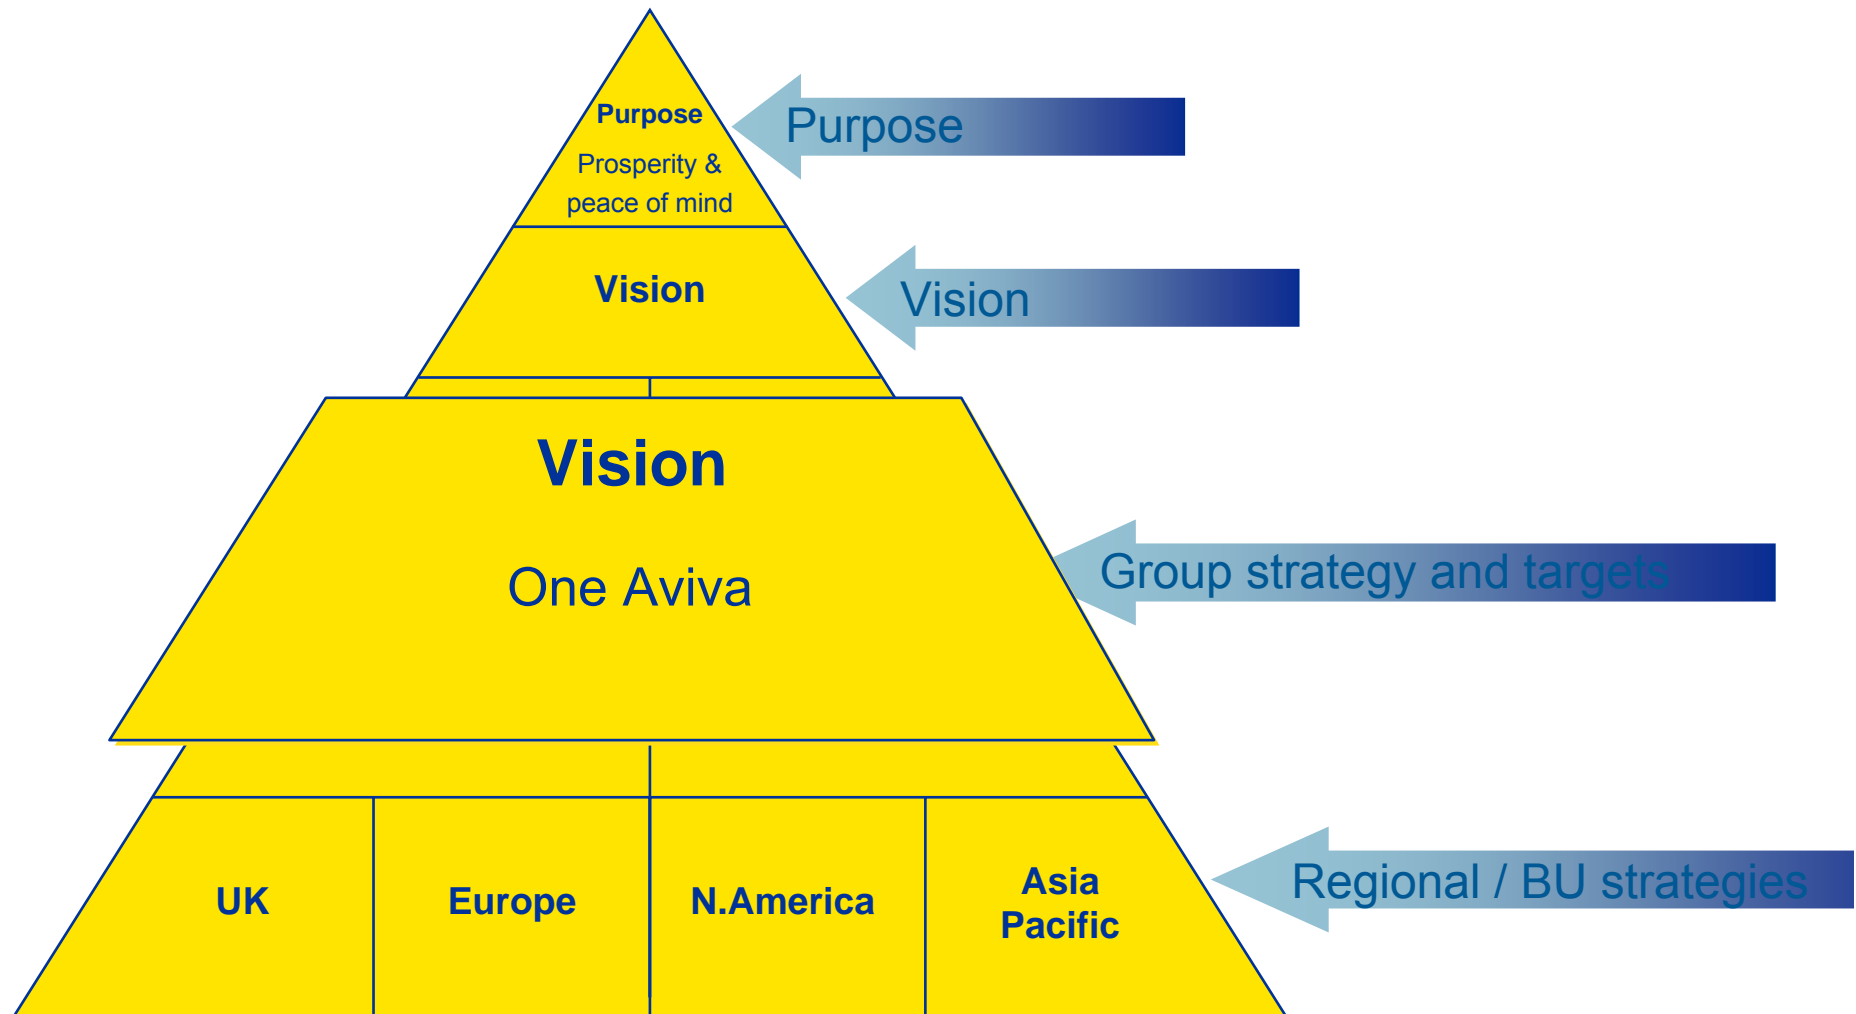 Purpose
Prosperity &
peace of mind
Purpose
Vision
Vision
Vision
One Aviva
Group strategy and targets
UK
Europe
N.America
Asia
Pacific
Regional / BU strategies